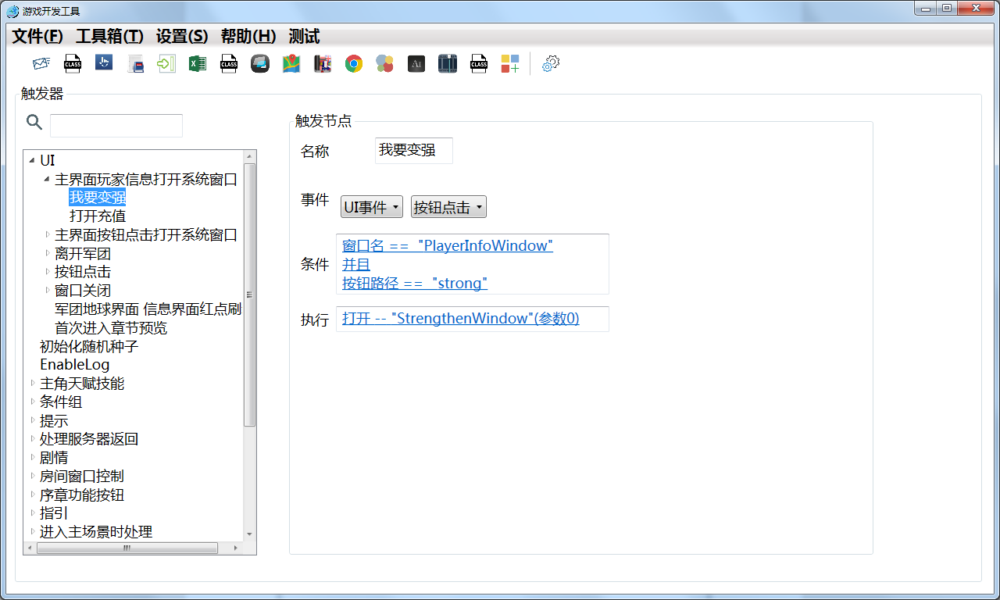 游戏开发工具
文件(F) 工具箱(T) 设置(S) 帮助(H) 测试
CLASS CLASS AI CLASS
触发器
UI
主界面玩家信息打开系统窗口
我要变强
打开充值
主界面按钮点击打开系统窗口
离开军团
按钮点击
窗口关闭
军团地球界面 信息界面红点刷
首次进入章节预览
初始化随机种子
EnableLog
主角天赋技能
条件组
提示
处理服务器返回
剧情
房间窗口控制
序章功能按钮
指引
进入主场景时处理
触发节点
名称 我要变强
事件 UI事件 按钮点击
条件
窗口名 == "PlayerInfoWindow"
并且
按钮路径 == "strong"
执行 打开 -- "StrengthenWindow"(参数0)